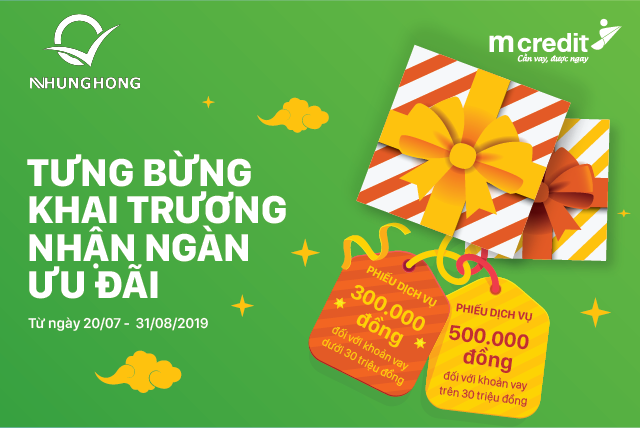 NHUNGHONG
mcredit
Cần vay, được ngay
TƯNG BỪNG
KHAI TRƯƠNG
NHẬN NGÀN
ƯU ĐÃI
Từ ngày 20/07 - 31/08/2019
PHIẾU DỊCH VỤ
300.000
đồng
đối với khoản vay
dưới 30 triệu đồng
PHIẾU DỊCH VỤ
500.000
đồng
đối với khoản vay
trên 30 triệu đồng